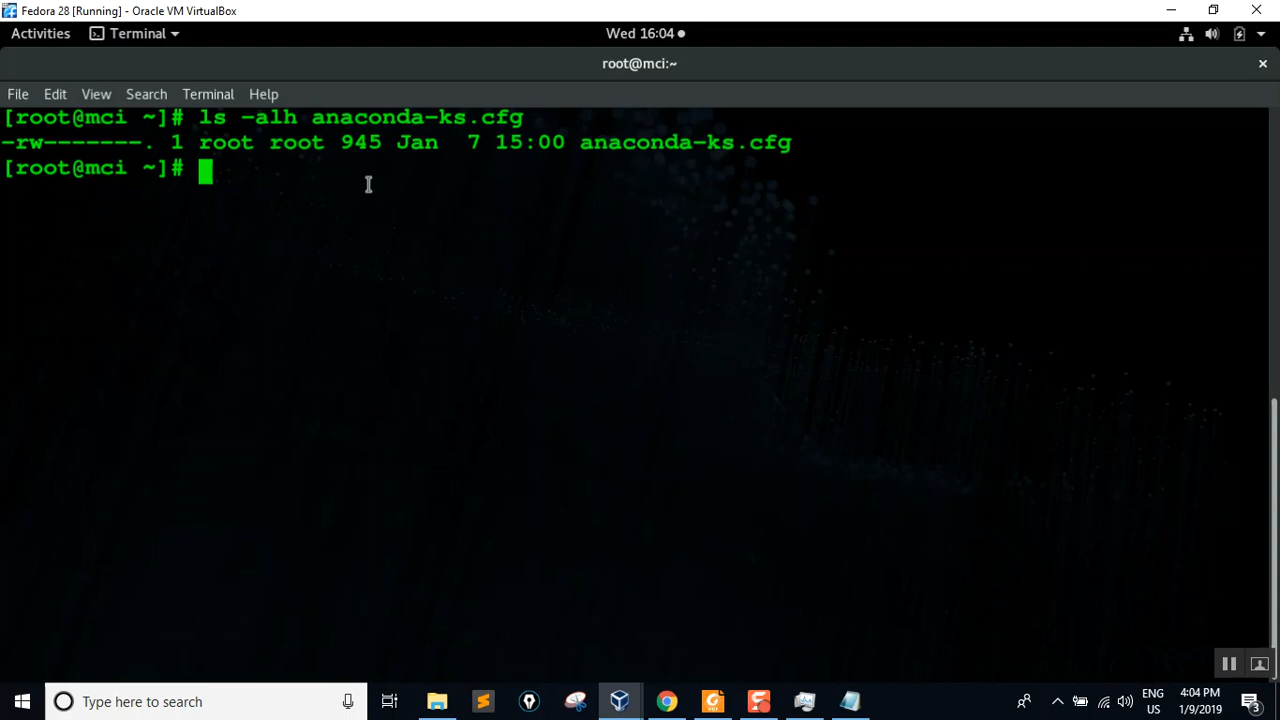 Fedora 28 [Running] - Oracle VM VirtualBox
Activities Terminal Wed 16:04
root@mci:~
File Edit View Search Terminal Help
[root@mci ~]# ls -alh anaconda-ks.cfg
-rw-------. 1 root root 945 Jan  7 15:00 anaconda-ks.cfg
[root@mci ~]#
Type here to search
ENG
US
4:04 PM
1/9/2019
3